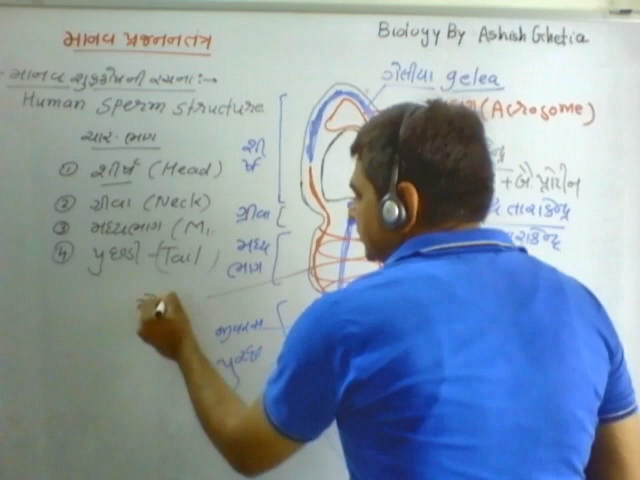 માનવ પ્રજનનતંત્ર
Biology By Ashish Ghetia
માનવ શુક્રકોષની રચના :→
Human Sperm Structure
ચાર ભાગ
① શીર્ષ (Head)
② ગ્રીવા (Neck)
③ મધ્યભાગ (M
④ પુછડી - (Tail)
શીર્ષ
ગ્રીવા
મધ્ય
ભાગ
ગેલીયા gelea
(Acrosome)
+ બે પ્રોટીન
તારાકેન્દ્ર
તારાકેન્દ્ર